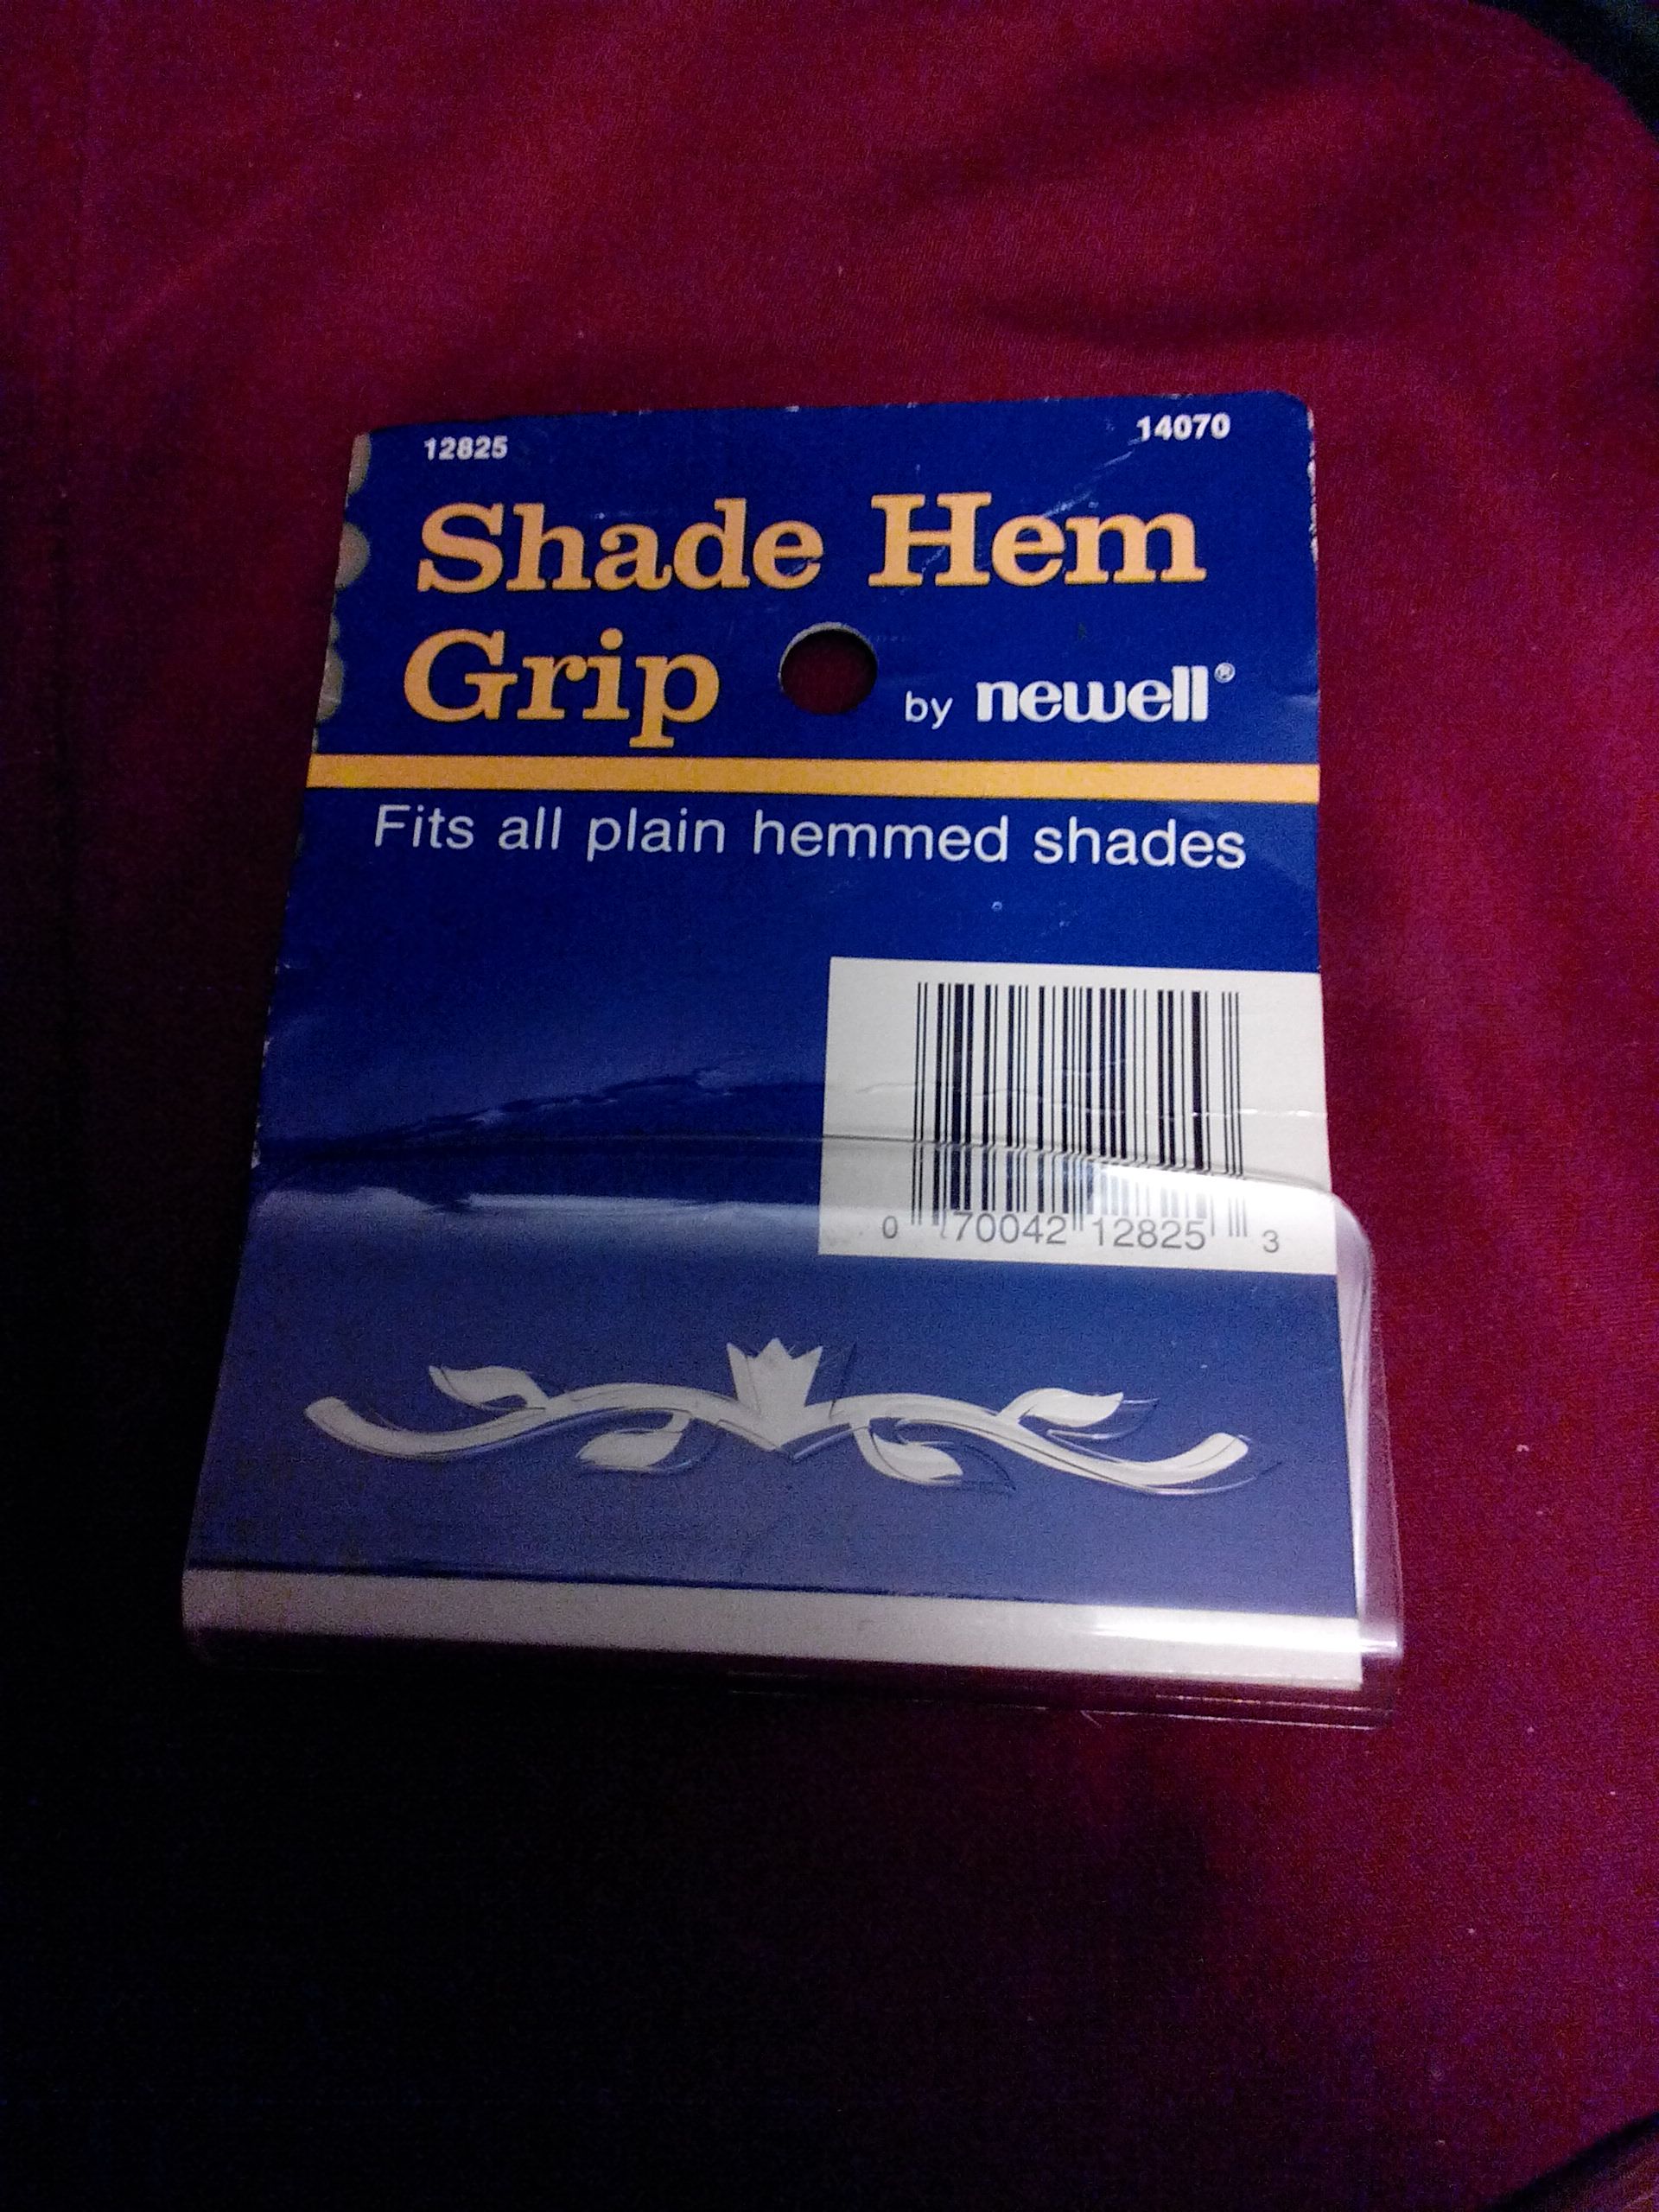 12825
14070
Shade Hem
Grip
by newell®
Fits all plain hemmed shades
0 70042 12825 3